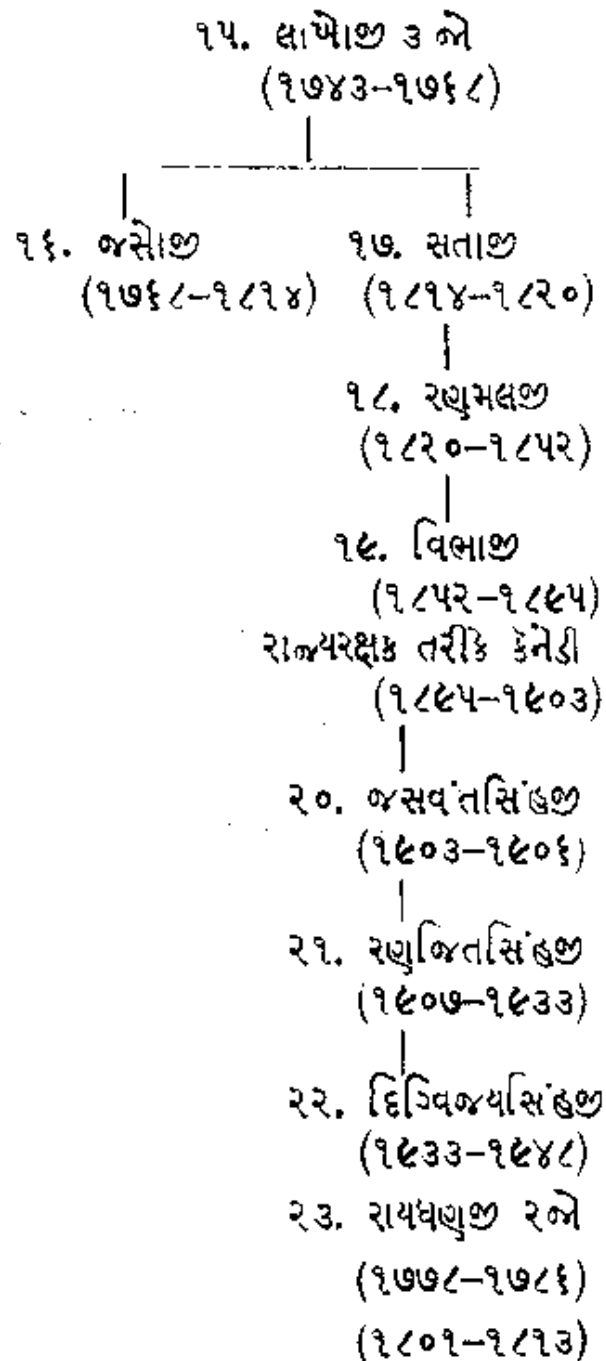 ૧૫. લાખોજી ૩ જો
(૧૭૪૩–૧૭૬૮)
૧૬. જસોજી ૧૭. સતાજી
(૧૭૬૮–૧૮૧૪) (૧૮૧૪–૧૮૨૦)
૧૮. રણમલજી
(૧૮૨૦–૧૮૫૨)
૧૯. વિભાજી
(૧૮૫૨–૧૮૯૫)
રાજ્યરક્ષક તરીકે કેનેડી
(૧૮૯૫–૧૯૦૩)
૨૦. જસવંતસિંહજી
(૧૯૦૩–૧૯૦૬)
૨૧. રણજિતસિંહજી
(૧૯૦૭–૧૯૩૩)
૨૨. દિગ્વિજયસિંહજી
(૧૯૩૩–૧૯૪૮)
૨૩. રાયધણજી ૨જો
(૧૭૭૮–૧૭૮૬)
(૧૮૦૧–૧૮૧૩)